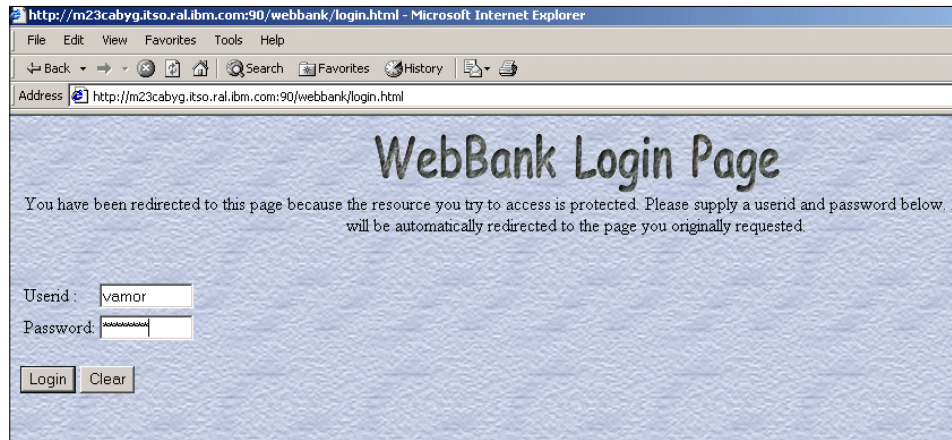 http://m23cabyg.itso.ral.ibm.com:90/webbank/login.html - Microsoft Internet Explorer
File Edit View Favorites Tools Help
Back Search Favorites History
Address http://m23cabyg.itso.ral.ibm.com:90/webbank/login.html
WebBank Login Page
You have been redirected to this page because the resource you try to access is protected. Please supply a userid and password below.
will be automatically redirected to the page you originally requested.
Userid : vamor
Password: ********
Login Clear